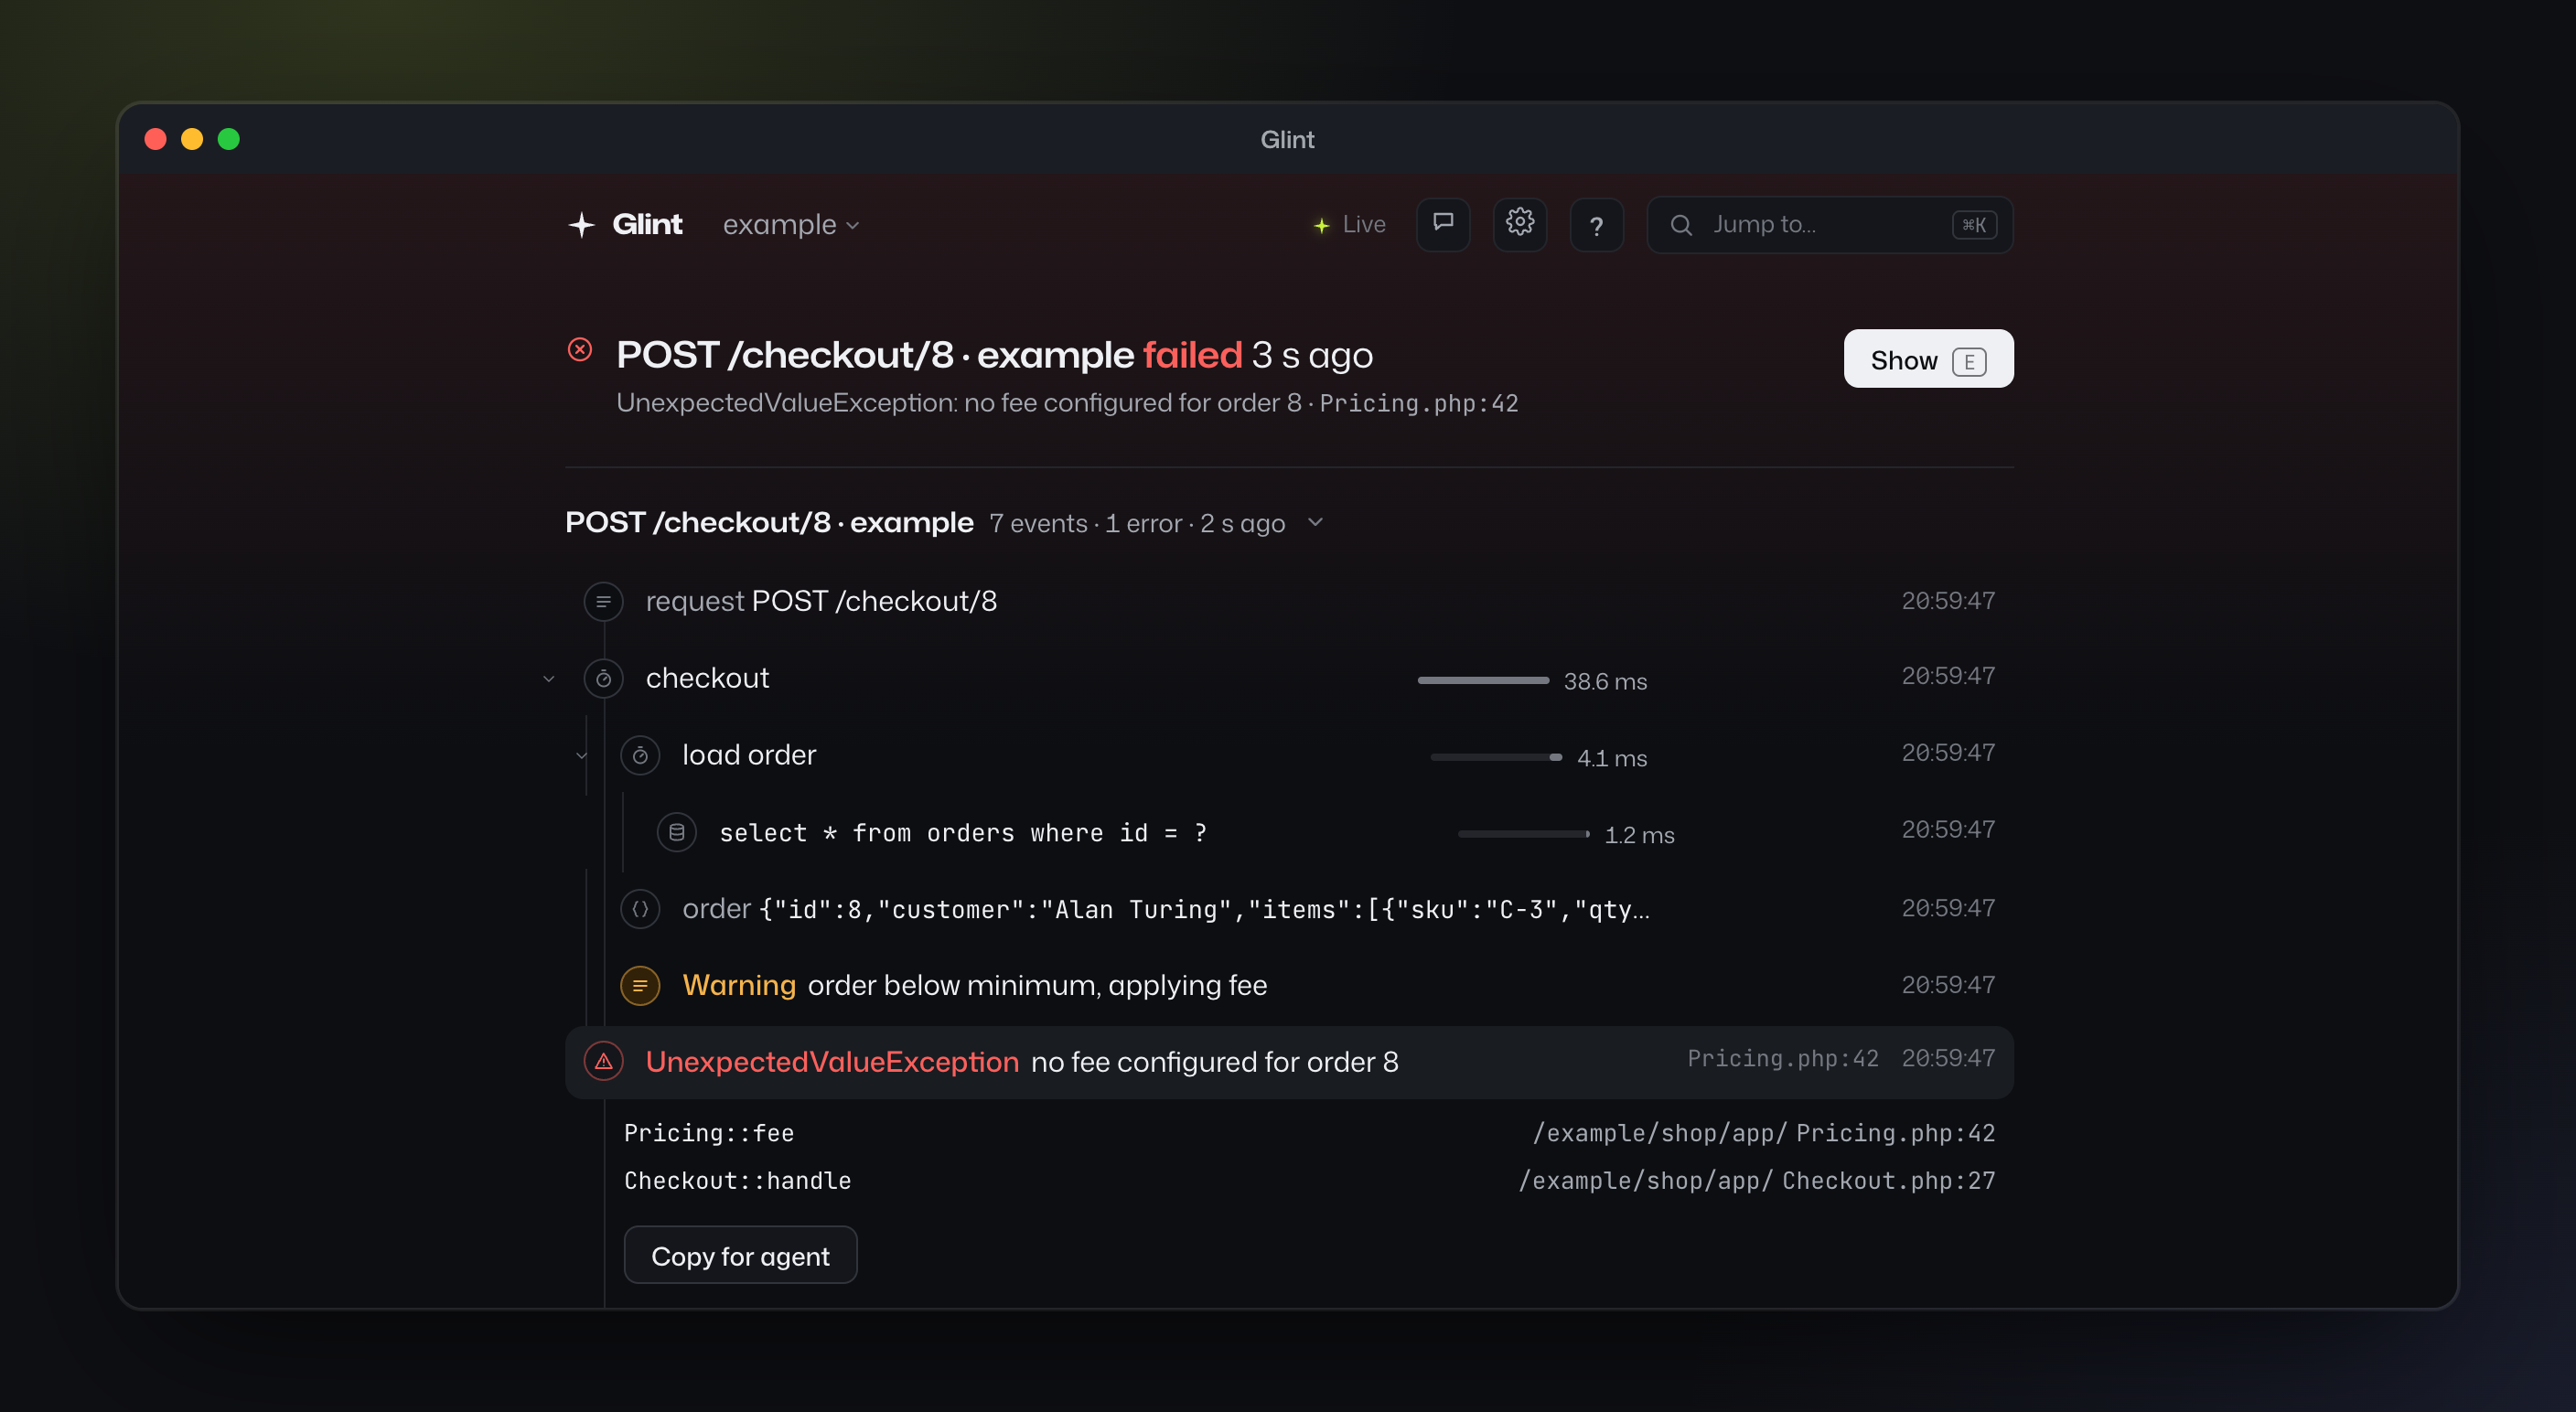 Glint
Glint example Live ? Jump to... ⌘K
POST /checkout/8 · example failed 3 s ago Show E
UnexpectedValueException: no fee configured for order 8 · Pricing.php:42
POST /checkout/8 · example 7 events · 1 error · 2 s ago
request POST /checkout/8 20:59:47
checkout 38.6 ms 20:59:47
load order 4.1 ms 20:59:47
select * from orders where id = ? 1.2 ms 20:59:47
order {"id":8,"customer":"Alan Turing","items":[{"sku":"C-3","qty… 20:59:47
Warning order below minimum, applying fee 20:59:47
UnexpectedValueException no fee configured for order 8 Pricing.php:42 20:59:47
Pricing::fee /example/shop/app/ Pricing.php:42
Checkout::handle /example/shop/app/ Checkout.php:27
Copy for agent